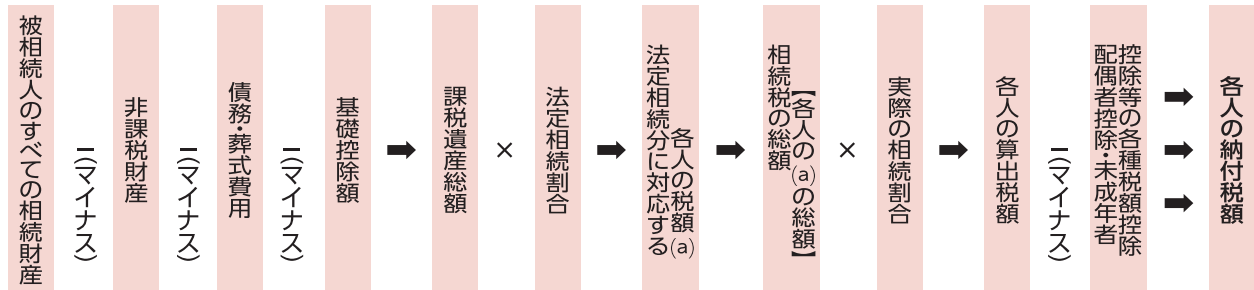 被相続人のすべての相続財産
－(マイナス)
非課税財産
－(マイナス)
債務・葬式費用
－(マイナス)
基礎控除額
➡
課税遺産総額
×
法定相続割合
➡
法定相続分に対応する
各人の税額(a)
➡
相続税の総額
【各人の(a)の総額】
×
実際の相続割合
➡
各人の算出税額
－(マイナス)
配偶者控除・未成年者
控除等の各種税額控除
➡
➡
➡
各人の納付税額